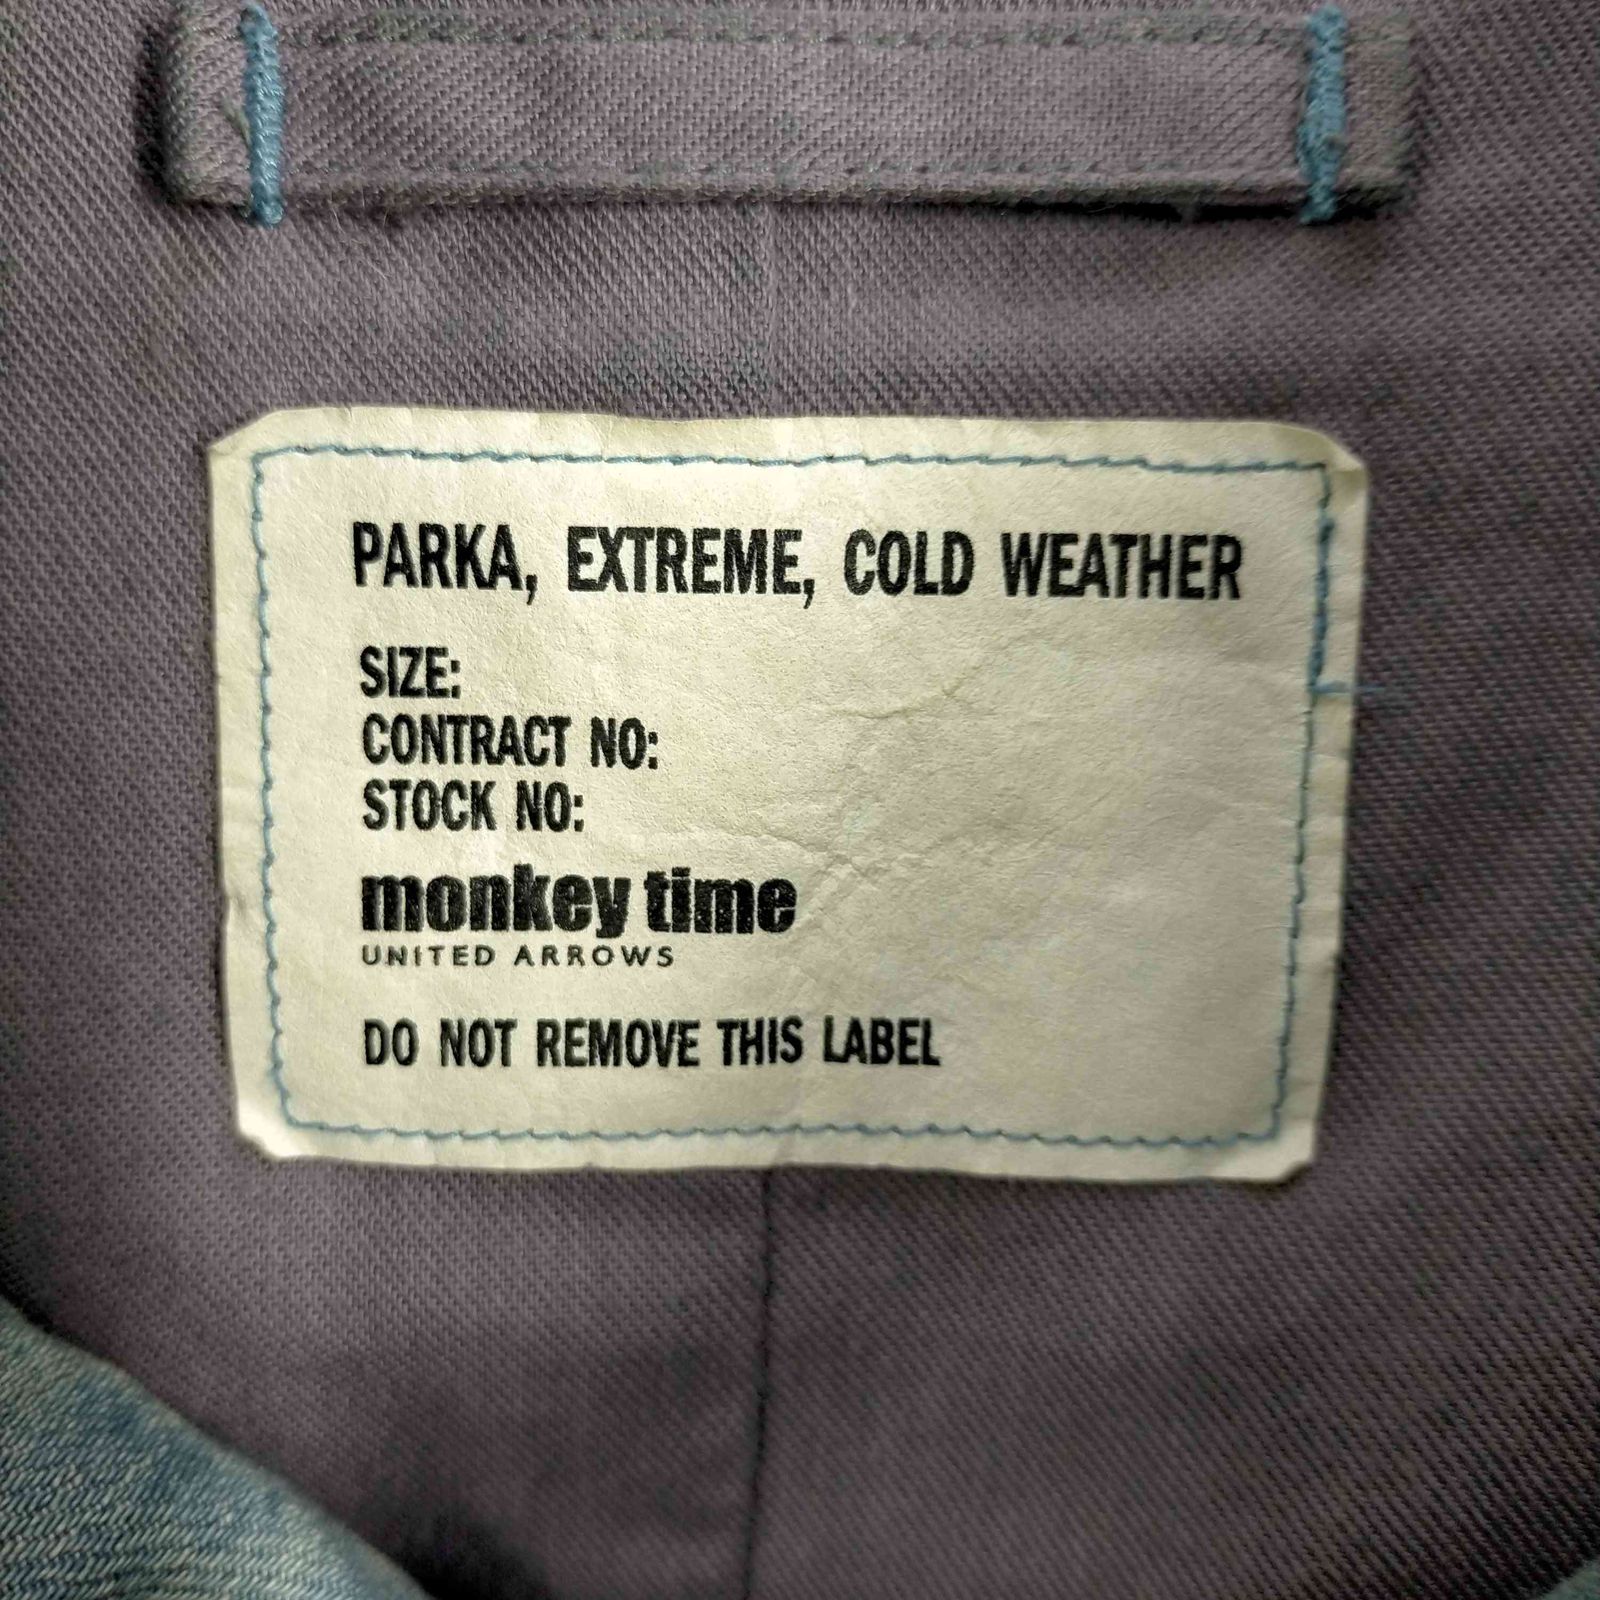 PARKA, EXTREME, COLD WEATHER
SIZE:
CONTRACT NO:
STOCK NO:
monkey time
UNITED ARROWS
DO NOT REMOVE THIS LABEL